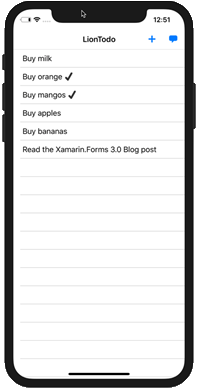 12:51
LionTodo
Buy milk
Buy orange ✓
Buy mangos ✓
Buy apples
Buy bananas
Read the Xamarin.Forms 3.0 Blog post